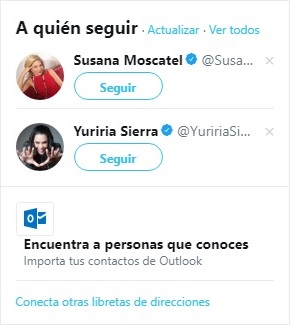 A quién seguir · Actualizar · Ver todos
Susana Moscatel @Susa...
Seguir
Yuriria Sierra @YuririaSi...
Seguir
Encuentra a personas que conoces
Importa tus contactos de Outlook
Conecta otras libretas de direcciones